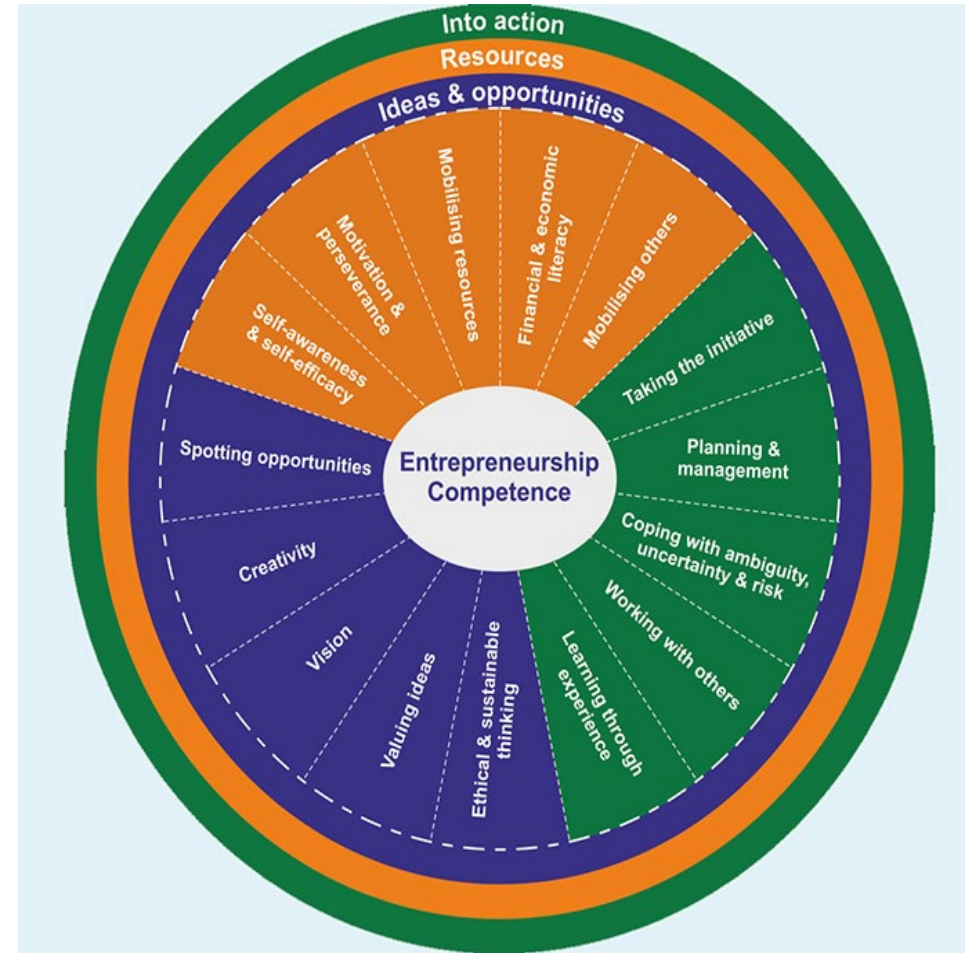 Into action
Resources
Ideas & opportunities
Mobilising resources
Financial & economic
literacy
Mobilising others
Motivation &
perseverance
Self-awareness
& self-efficacy
Taking the initiative
Spotting opportunities
Entrepreneurship
Competence
Planning &
management
Creativity
Coping with ambiguity,
uncertainty & risk
Vision
Working with others
Valuing ideas
Ethical & sustainable
thinking
Learning through
experience